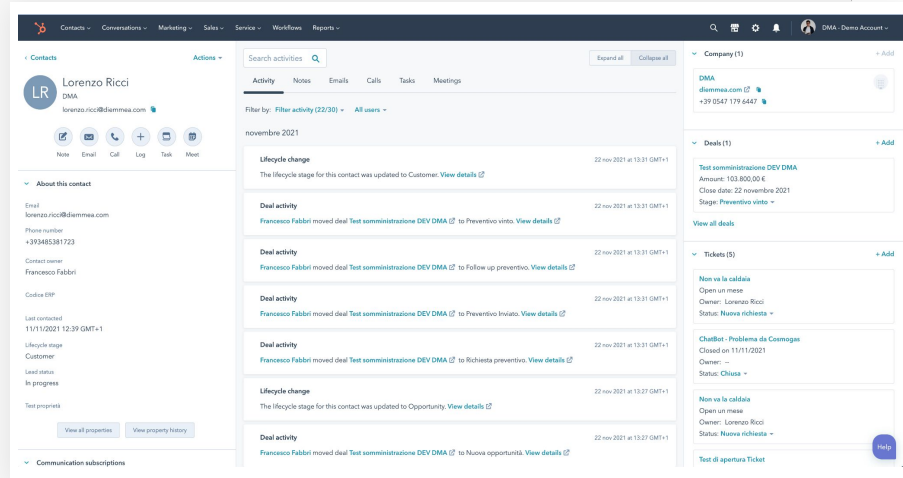 Contacts
Conversations
Marketing
Sales
Service
Workflows
Reports
DMA - Demo Account
Contacts
Actions
LR
Lorenzo Ricci
DMA
lorenzo.ricci@diemmea.com
Note
Email
Call
Log
Task
Meet
About this contact
Email
lorenzo.ricci@diemmea.com
Phone number
+393485381723
Contact owner
Francesco Fabbri
Codice ERP
Last contacted
11/11/2021 12:39 GMT+1
Lifecycle stage
Customer
Lead status
In progress
Test proprietà
View all properties
View property history
Communication subscriptions
Search activities
Expand all
Collapse all
Activity
Notes
Emails
Calls
Tasks
Meetings
Filter by: Filter activity (22/30) All users
novembre 2021
Lifecycle change 22 nov 2021 at 13:31 GMT+1
The lifecycle stage for this contact was updated to Customer. View details
Deal activity 22 nov 2021 at 13:31 GMT+1
Francesco Fabbri moved deal Test somministrazione DEV DMA to Preventivo vinto. View details
Deal activity 22 nov 2021 at 13:31 GMT+1
Francesco Fabbri moved deal Test somministrazione DEV DMA to Follow up preventivo. View details
Deal activity 22 nov 2021 at 13:31 GMT+1
Francesco Fabbri moved deal Test somministrazione DEV DMA to Preventivo Inviato. View details
Deal activity 22 nov 2021 at 13:31 GMT+1
Francesco Fabbri moved deal Test somministrazione DEV DMA to Richiesta preventivo. View details
Lifecycle change 22 nov 2021 at 13:27 GMT+1
The lifecycle stage for this contact was updated to Opportunity. View details
Deal activity 22 nov 2021 at 13:27 GMT+1
Francesco Fabbri moved deal Test somministrazione DEV DMA to Nuova opportunità. View details
Company (1) + Add
DMA
diemmea.com
+39 0547 179 6447
Deals (1) + Add
Test somministrazione DEV DMA
Amount: 103.800,00 €
Close date: 22 novembre 2021
Stage: Preventivo vinto
View all deals
Tickets (5) + Add
Non va la caldaia
Open un mese
Owner: Lorenzo Ricci
Status: Nuova richiesta
ChatBot - Problema da Cosmogas
Closed on 11/11/2021
Owner: --
Status: Chiusa
Non va la caldaia
Open un mese
Owner: Lorenzo Ricci
Status: Nuova richiesta
Test di apertura Ticket
Help